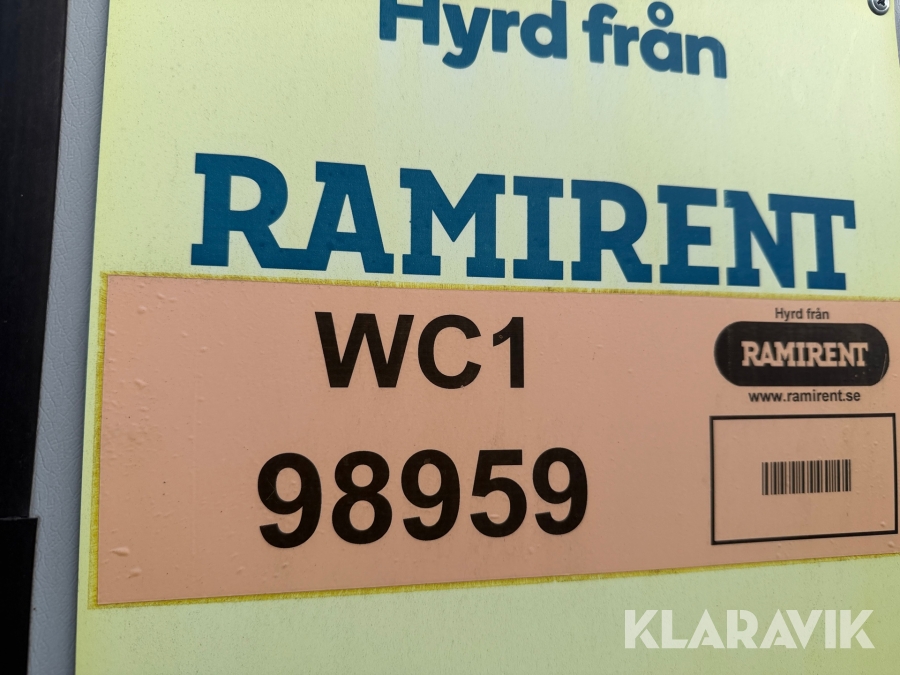 Hyrd från
RAMIRENT
WC1
98959
Hyrd från
RAMIRENT
www.ramirent.se
KLARAVIK